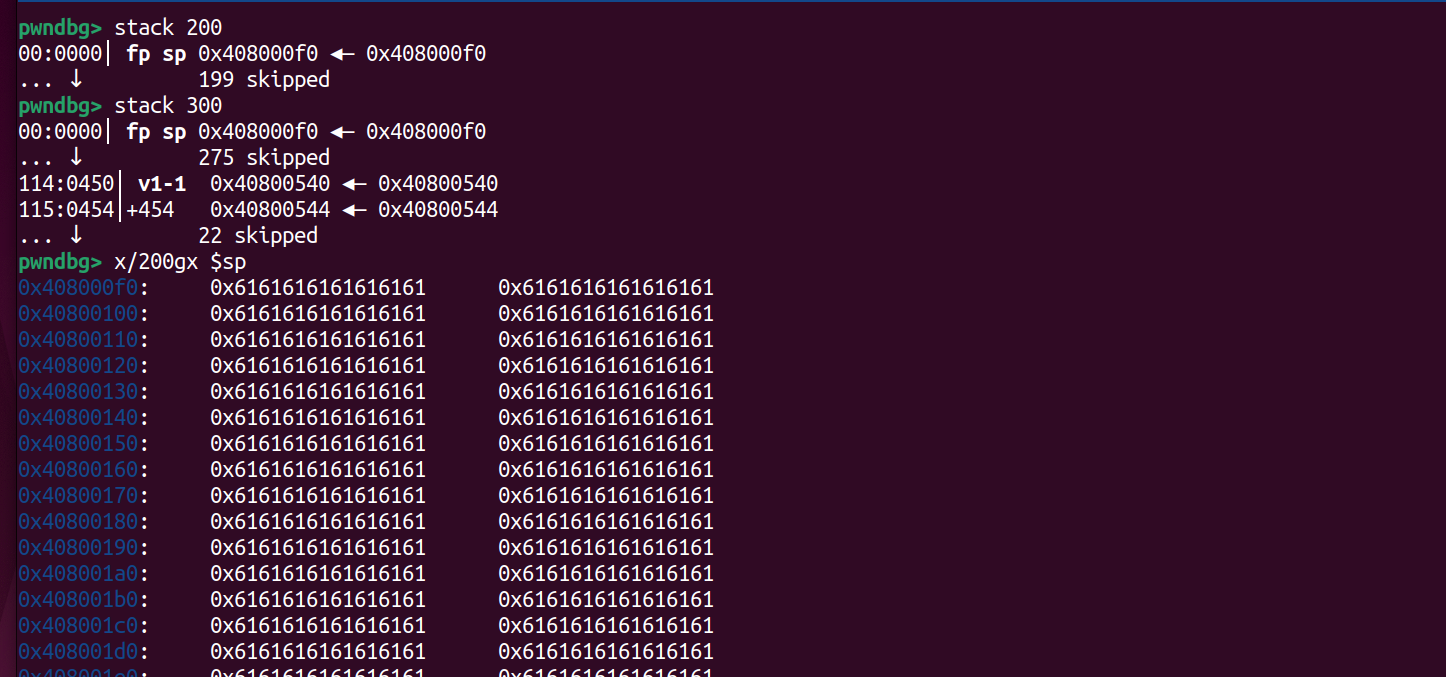 pwndbg> stack 200
00:0000│ fp sp 0x408000f0 ◂— 0x408000f0
... ↓        199 skipped
pwndbg> stack 300
00:0000│ fp sp 0x408000f0 ◂— 0x408000f0
... ↓        275 skipped
114:0450│ v1-1  0x40800540 ◂— 0x40800540
115:0454│+454   0x40800544 ◂— 0x40800544
... ↓        22 skipped
pwndbg> x/200gx $sp
0x408000f0:     0x6161616161616161      0x6161616161616161
0x40800100:     0x6161616161616161      0x6161616161616161
0x40800110:     0x6161616161616161      0x6161616161616161
0x40800120:     0x6161616161616161      0x6161616161616161
0x40800130:     0x6161616161616161      0x6161616161616161
0x40800140:     0x6161616161616161      0x6161616161616161
0x40800150:     0x6161616161616161      0x6161616161616161
0x40800160:     0x6161616161616161      0x6161616161616161
0x40800170:     0x6161616161616161      0x6161616161616161
0x40800180:     0x6161616161616161      0x6161616161616161
0x40800190:     0x6161616161616161      0x6161616161616161
0x408001a0:     0x6161616161616161      0x6161616161616161
0x408001b0:     0x6161616161616161      0x6161616161616161
0x408001c0:     0x6161616161616161      0x6161616161616161
0x408001d0:     0x6161616161616161      0x6161616161616161
0x408001e0:     0x6161616161616161      0x6161616161616161